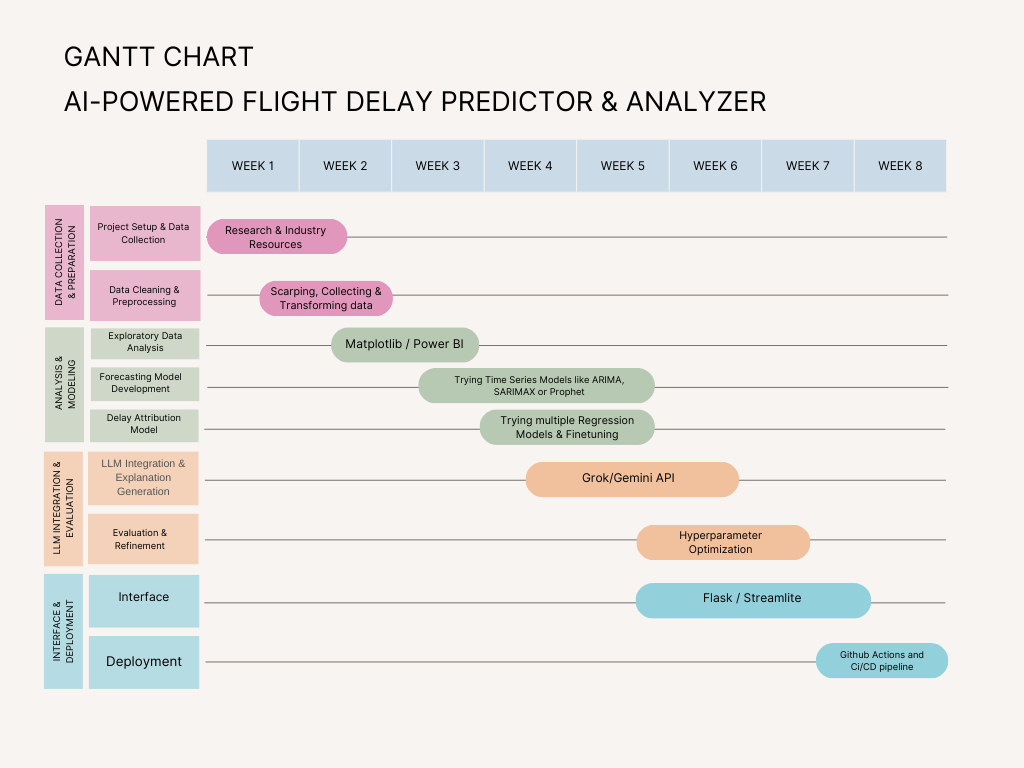 GANTT CHART
AI-POWERED FLIGHT DELAY PREDICTOR & ANALYZER
WEEK 1 WEEK 2 WEEK 3 WEEK 4 WEEK 5 WEEK 6 WEEK 7 WEEK 8
DATA COLLECTION
& PREPARATION
Project Setup & Data
Collection
Research & Industry
Resources
Data Cleaning &
Preprocessing
Scarping, Collecting &
Transforming data
ANALYSIS &
MODELING
Exploratory Data
Analysis
Matplotlib / Power BI
Forecasting Model
Development
Trying Time Series Models like ARIMA,
SARIMAX or Prophet
Delay Attribution
Model
Trying multiple Regression
Models & Finetuning
LLM INTEGRATION &
EVALUATION
LLM Integration &
Explanation
Generation
Grok/Gemini API
Evaluation &
Refinement
Hyperparameter
Optimization
INTERFACE &
DEPLOYMENT
Interface
Flask / Streamlite
Deployment
Github Actions and
Ci/CD pipeline